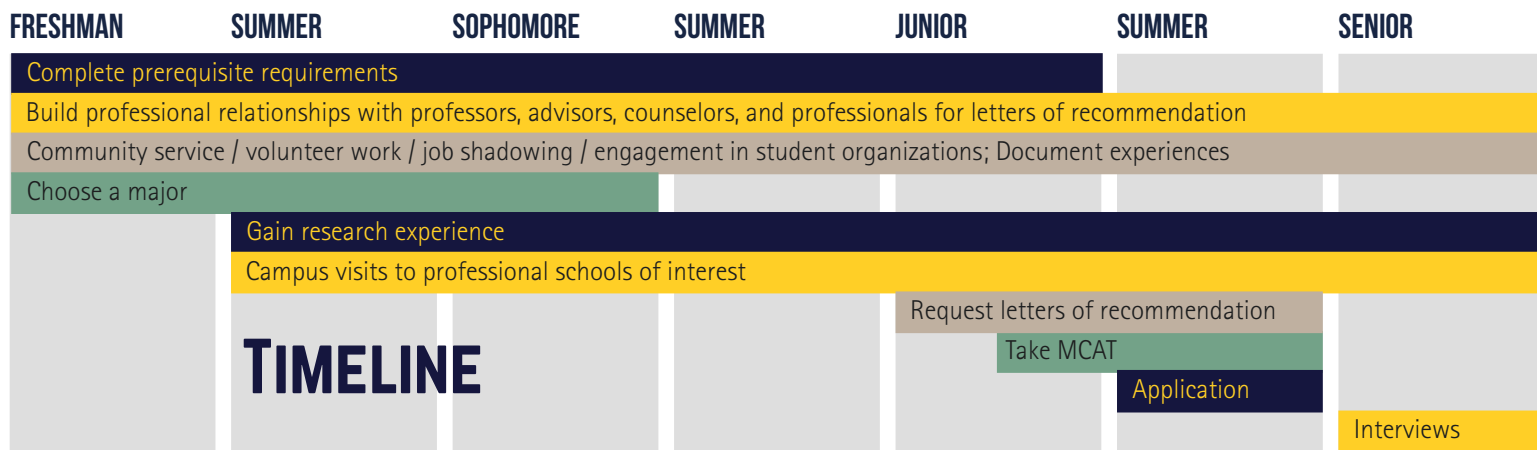 FRESHMAN SUMMER SOPHOMORE SUMMER JUNIOR SUMMER SENIOR
Complete prerequisite requirements
Build professional relationships with professors, advisors, counselors, and professionals for letters of recommendation
Community service / volunteer work / job shadowing / engagement in student organizations; Document experiences
Choose a major
Gain research experience
Campus visits to professional schools of interest
Request letters of recommendation
TIMELINE
Take MCAT
Application
Interviews